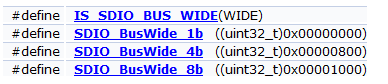 #define IS_SDIO_BUS_WIDE(WIDE)
#define SDIO_BusWide_1b ((uint32_t)0x00000000)
#define SDIO_BusWide_4b ((uint32_t)0x00000800)
#define SDIO_BusWide_8b ((uint32_t)0x00001000)